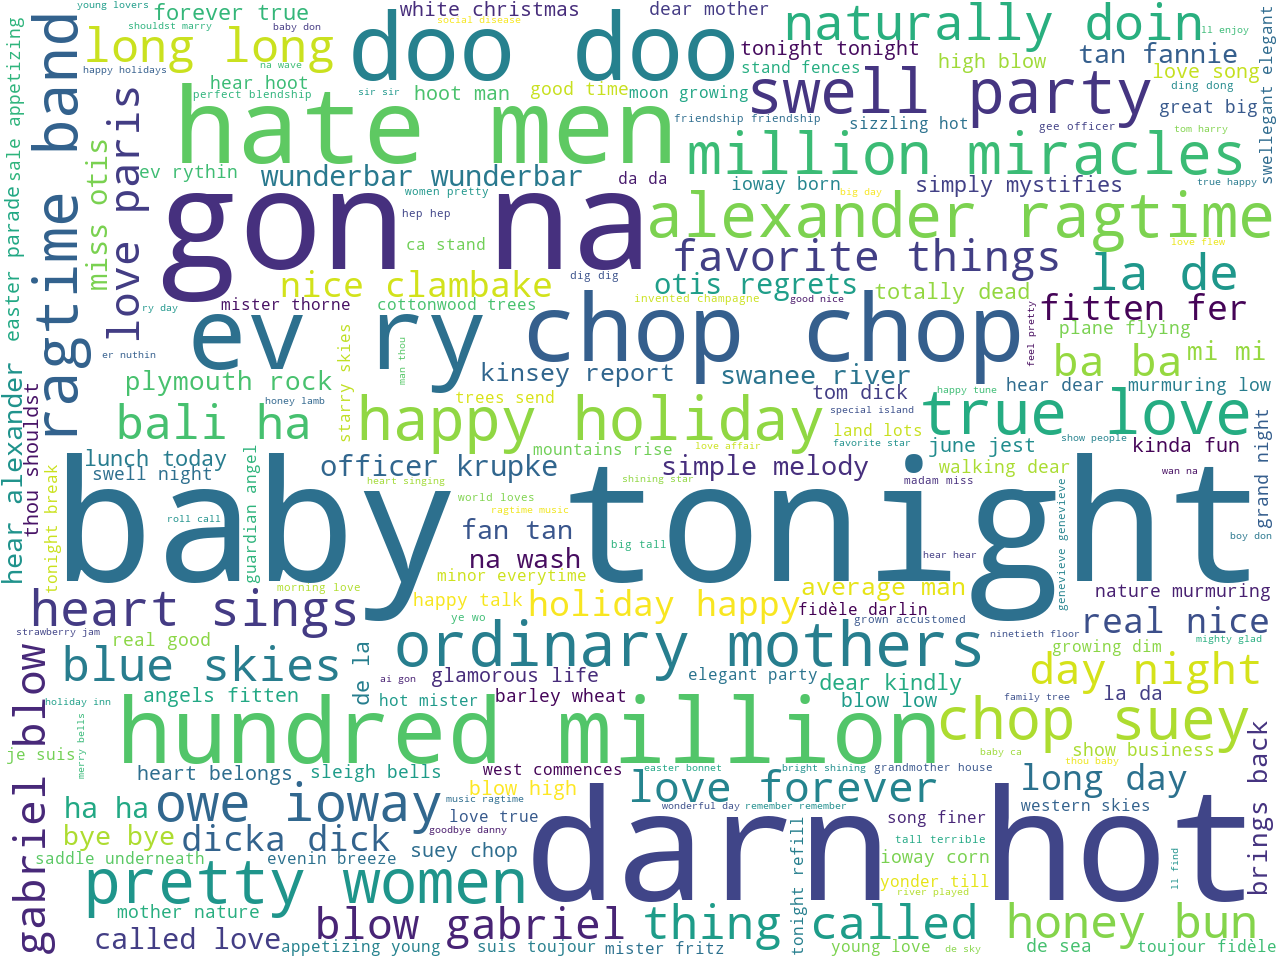 young lovers
forever true
white christmas
dear mother
naturally doin
shouldst marry
baby don
social disease
ll enjoy
long long
doo doo
tonight tonight
tan fannie
happy holidays
na wave
stand fences
high blow
love song
hear hoot
sir sir
hoot man
good time
moon growing
swell party
ding dong
perfect blendship
great big
hate men
friendship friendship
sizzling hot
gee officer
tom harry
million miracles
swellegant elegant
sale appetizing
easter parade
ragtime band
miss otis
love paris
ev rythin
wunderbar wunderbar
da da
ioway born
simply mystifies
true happy
women pretty
big day
gon na
hep hep
alexander ragtime
ca stand
favorite things
love flew
nice clambake
dig dig
otis regrets
la de
totally dead
ry day
mister thorne
cottonwood trees
invented champagne
good nice
fitten fer
ev ry
chop chop
feel pretty
plane flying
er nuthin
man thou
starry skies
ba ba
mi mi
plymouth rock
kinsey report
swanee river
hear dear
murmuring low
honey lamb
trees send
tom dick
happy tune
bali ha
happy holiday
special island
true love
land lots
hear alexander
thou shouldst
mountains rise
love affair
favorite star
june jest
show people
kinda fun
grand night
lunch today
swell night
officer krupke
simple melody
walking dear
wan na
tonight break
guardian angel
heart singing
shining star
madam miss
baby tonight
world loves
ragtime music
roll call
fan tan
big tall
genevieve genevieve
boy don
na wash
hear hear
minor everytime
morning love
average man
nature murmuring
heart sings
happy talk
holiday happy
fidèle darlin
ye wo
grown accustomed
real nice
strawberry jam
real good
ordinary mothers
ninetieth floor
mighty glad
growing dim
blue skies
de la
ai gon
glamorous life
elegant party
dear kindly
day night
gabriel blow
holiday inn
angels fitten
hot mister
barley wheat
blow low
family tree
la da
merry bells
hundred million
chop suey
je suis
baby ca
show business
thou baby
brings back
heart belongs
sleigh bells
west commences
easter bonnet
bright shining
grandmother house
blow high
love forever
long day
ha ha
owe ioway
music ragtime
wonderful day
remember remember
western skies
love true
darn hot
song finer
bye bye
dicka dick
goodbye danny
tall terrible
saddle underneath
evenin breeze
suey chop
ioway corn
ll find
pretty women
tonight refill
yonder till
river played
mother nature
blow gabriel
thing called
honey bun
called love
appetizing young
suis toujour
mister fritz
young love
de sky
de sea
toujour fidèle